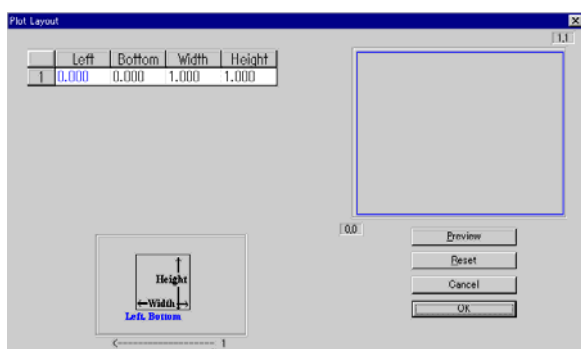 Plot Layout
1,1
Left Bottom Width Height
1 0.000 0.000 1.000 1.000
0,0
Preview
Reset
Cancel
OK
Height
Width
Left, Bottom
<-------------------- 1